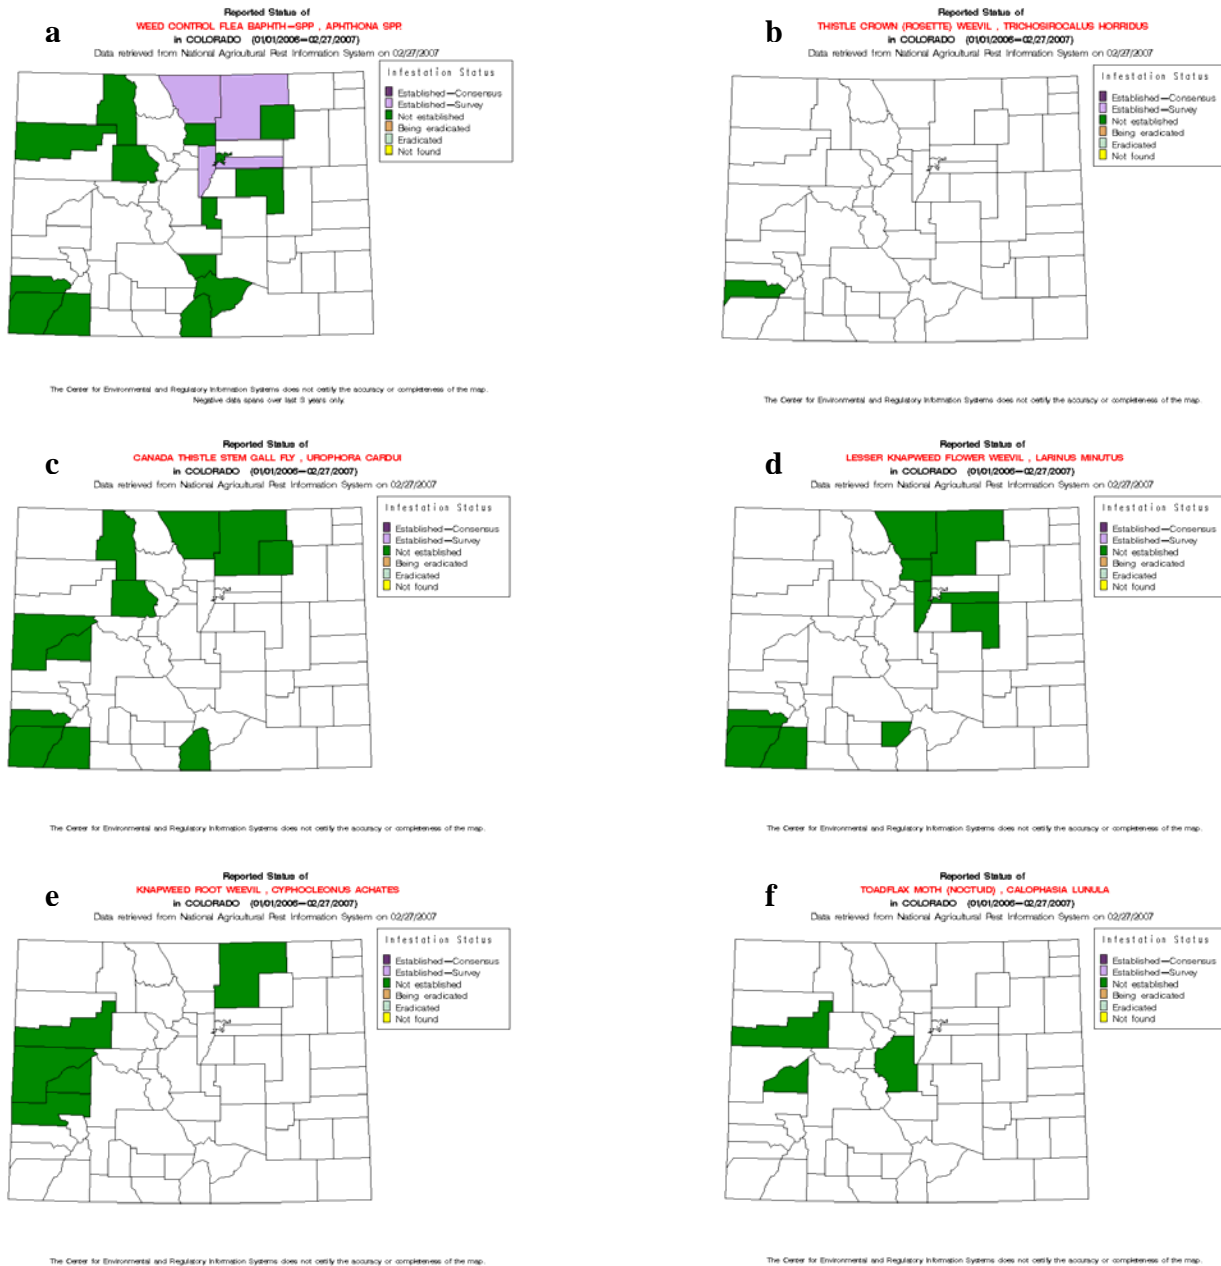 a
Reported Status of
WEED CONTROL FLEA BAPHTH-SPP , APHTHONA SPP.
in COLORADO (01/01/2006-02/27/2007)
Data retrieved from National Agricultural Pest Information System on 02/27/2007
Infestation Status
Established-Consensus
Established-Survey
Not established
Being eradicated
Eradicated
Not found
The Center for Environmental and Regulatory Information Systems does not certify the accuracy or completeness of the map.
Negative data spans over last 3 years only.
b
Reported Status of
THISTLE CROWN (ROSETTE) WEEVIL , TRICHOSIROCALUS HORRIDUS
in COLORADO (01/01/2006-02/27/2007)
Data retrieved from National Agricultural Pest Information System on 02/27/2007
Infestation Status
Established-Consensus
Established-Survey
Not established
Being eradicated
Eradicated
Not found
The Center for Environmental and Regulatory Information Systems does not certify the accuracy or completeness of the map.
c
Reported Status of
CANADA THISTLE STEM GALL FLY , UROPHORA CARDUI
in COLORADO (01/01/2006-02/27/2007)
Data retrieved from National Agricultural Pest Information System on 02/27/2007
Infestation Status
Established-Consensus
Established-Survey
Not established
Being eradicated
Eradicated
Not found
The Center for Environmental and Regulatory Information Systems does not certify the accuracy or completeness of the map.
d
Reported Status of
LESSER KNAPWEED FLOWER WEEVIL , LARINUS MINUTUS
in COLORADO (01/01/2006-02/27/2007)
Data retrieved from National Agricultural Pest Information System on 02/27/2007
Infestation Status
Established-Consensus
Established-Survey
Not established
Being eradicated
Eradicated
Not found
The Center for Environmental and Regulatory Information Systems does not certify the accuracy or completeness of the map.
e
Reported Status of
KNAPWEED ROOT WEEVIL , CYPHOCLEONUS ACHATES
in COLORADO (01/01/2006-02/27/2007)
Data retrieved from National Agricultural Pest Information System on 02/27/2007
Infestation Status
Established-Consensus
Established-Survey
Not established
Being eradicated
Eradicated
Not found
The Center for Environmental and Regulatory Information Systems does not certify the accuracy or completeness of the map.
f
Reported Status of
TOADFLAX MOTH (NOCTUID) , CALOPHASIA LUNULA
in COLORADO (01/01/2006-02/27/2007)
Data retrieved from National Agricultural Pest Information System on 02/27/2007
Infestation Status
Established-Consensus
Established-Survey
Not established
Being eradicated
Eradicated
Not found
The Center for Environmental and Regulatory Information Systems does not certify the accuracy or completeness of the map.